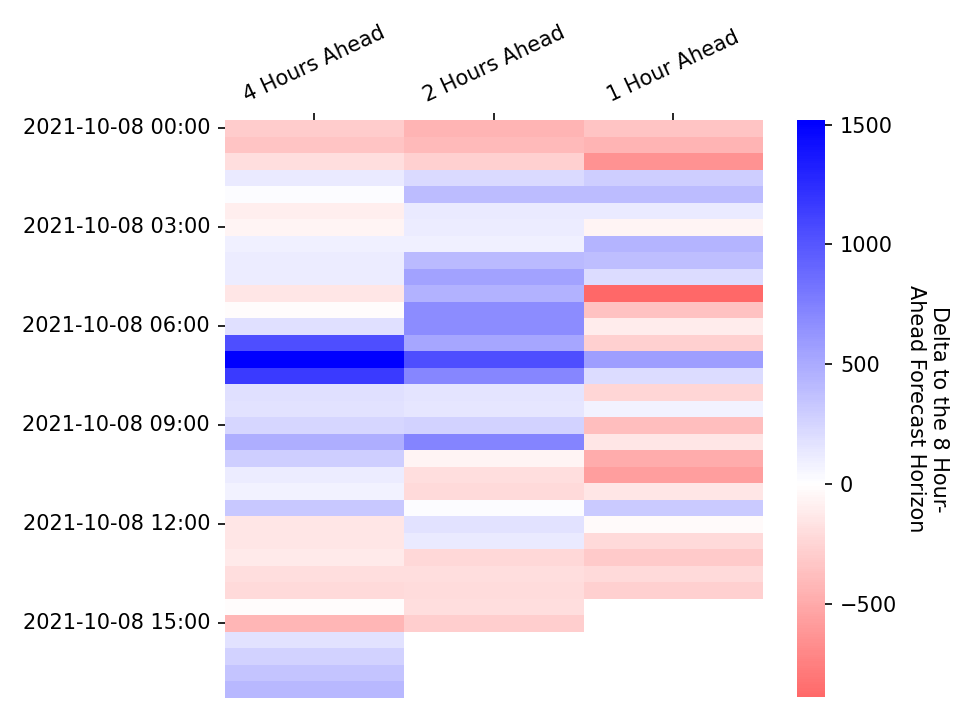 4 Hours Ahead
2 Hours Ahead
1 Hour Ahead
2021-10-08 00:00
2021-10-08 03:00
2021-10-08 06:00
2021-10-08 09:00
2021-10-08 12:00
2021-10-08 15:00
1500
1000
500
0
−500
Delta to the 8 Hour-
Ahead Forecast Horizon